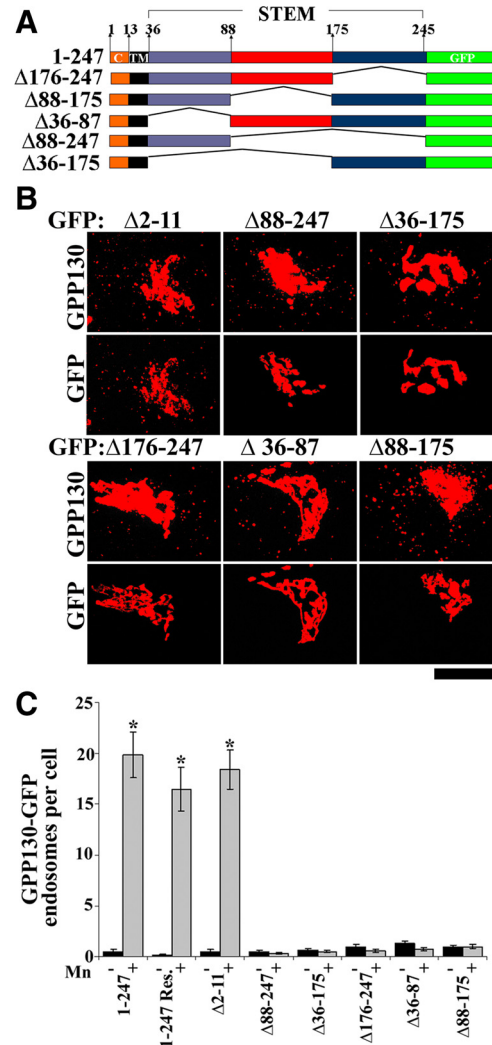 A
STEM
1 13 36 88 175 245
1-247 C TM GFP
Δ176-247
Δ88-175
Δ36-87
Δ88-247
Δ36-175
B
GFP: Δ2-11 Δ88-247 Δ36-175
GPP130
GFP
GFP:Δ176-247 Δ 36-87 Δ88-175
GPP130
GFP
C
GPP130-GFP
endosomes per cell
25
20
15
10
5
0
* * *
Mn - + - + - + - + - + - + - + - +
1-247
1-247 Res.
Δ2-11
Δ88-247
Δ36-175
Δ176-247
Δ36-87
Δ88-175